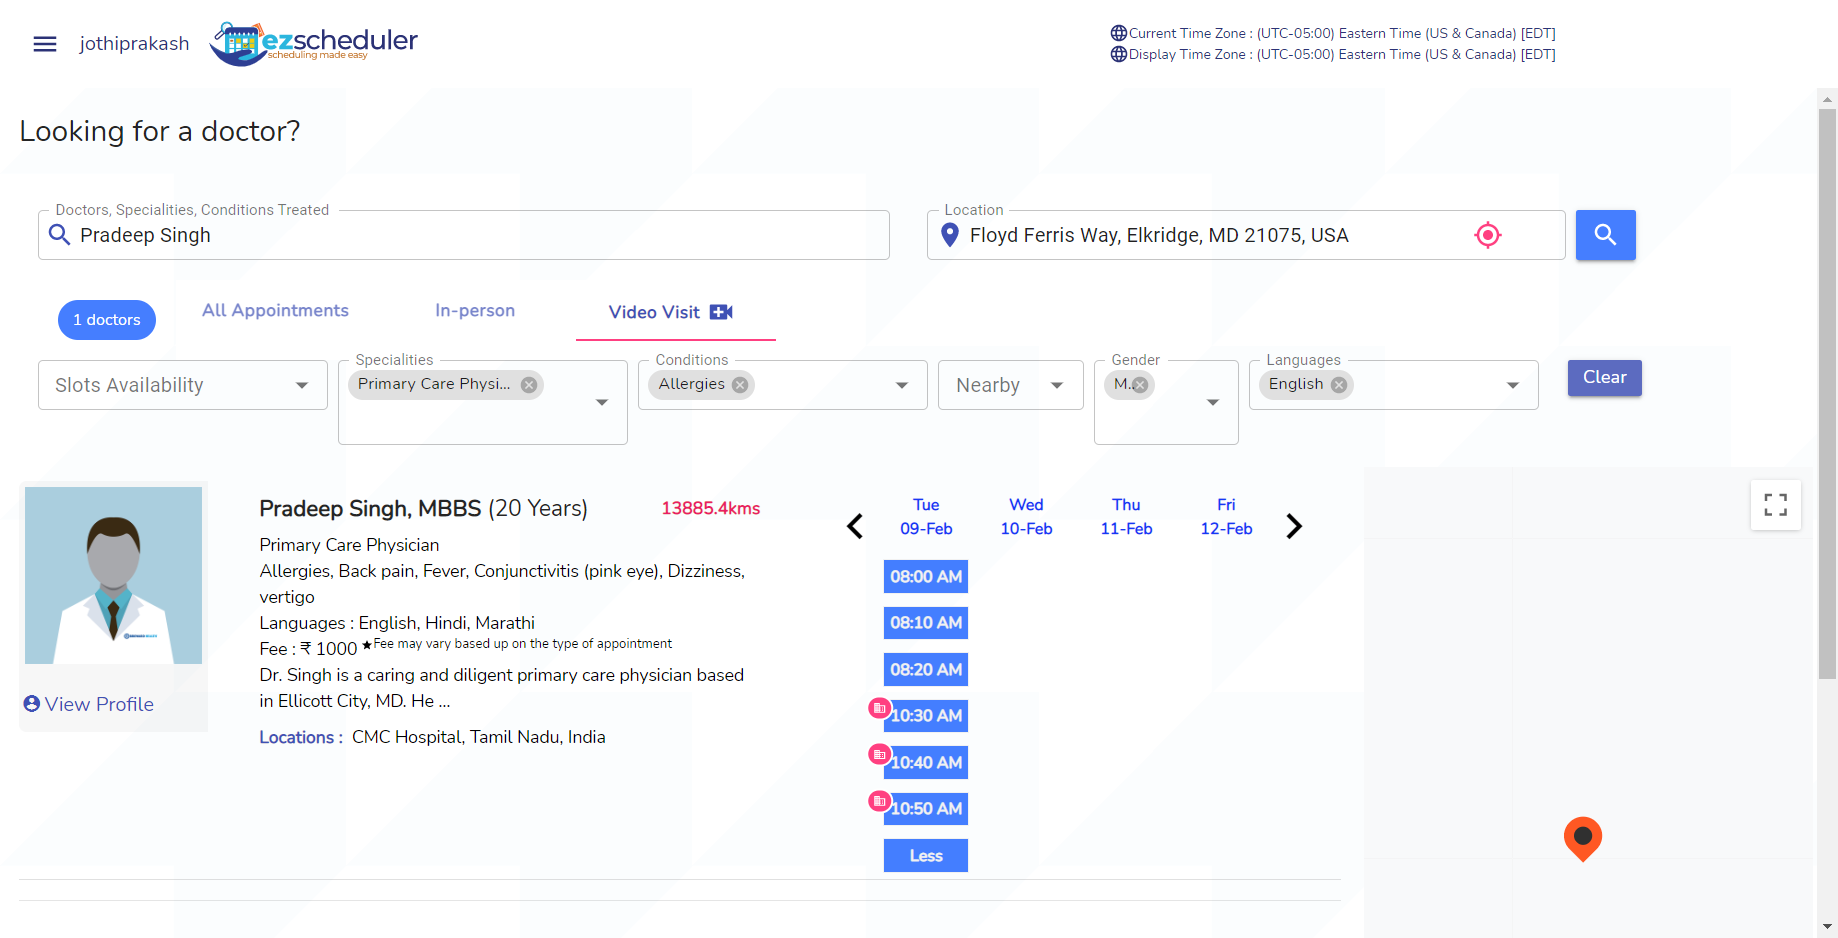 jothiprakash
ezscheduler
scheduling made easy
Current Time Zone : (UTC-05:00) Eastern Time (US & Canada) [EDT]
Display Time Zone : (UTC-05:00) Eastern Time (US & Canada) [EDT]
Looking for a doctor?
Doctors, Specialities, Conditions Treated
Pradeep Singh
Location
Floyd Ferris Way, Elkridge, MD 21075, USA
1 doctors
All Appointments
In-person
Video Visit
Slots Availability
Specialities
Primary Care Physi...
Conditions
Allergies
Nearby
Gender
M..
Languages
English
Clear
View Profile
Pradeep Singh, MBBS (20 Years)
13885.4kms
Primary Care Physician
Allergies, Back pain, Fever, Conjunctivitis (pink eye), Dizziness,
vertigo
Languages : English, Hindi, Marathi
Fee : ₹ 1000 ★Fee may vary based up on the type of appointment
Dr. Singh is a caring and diligent primary care physician based
in Ellicott City, MD. He ...
Locations : CMC Hospital, Tamil Nadu, India
Tue Wed Thu Fri
09-Feb 10-Feb 11-Feb 12-Feb
08:00 AM
08:10 AM
08:20 AM
10:30 AM
10:40 AM
10:50 AM
Less